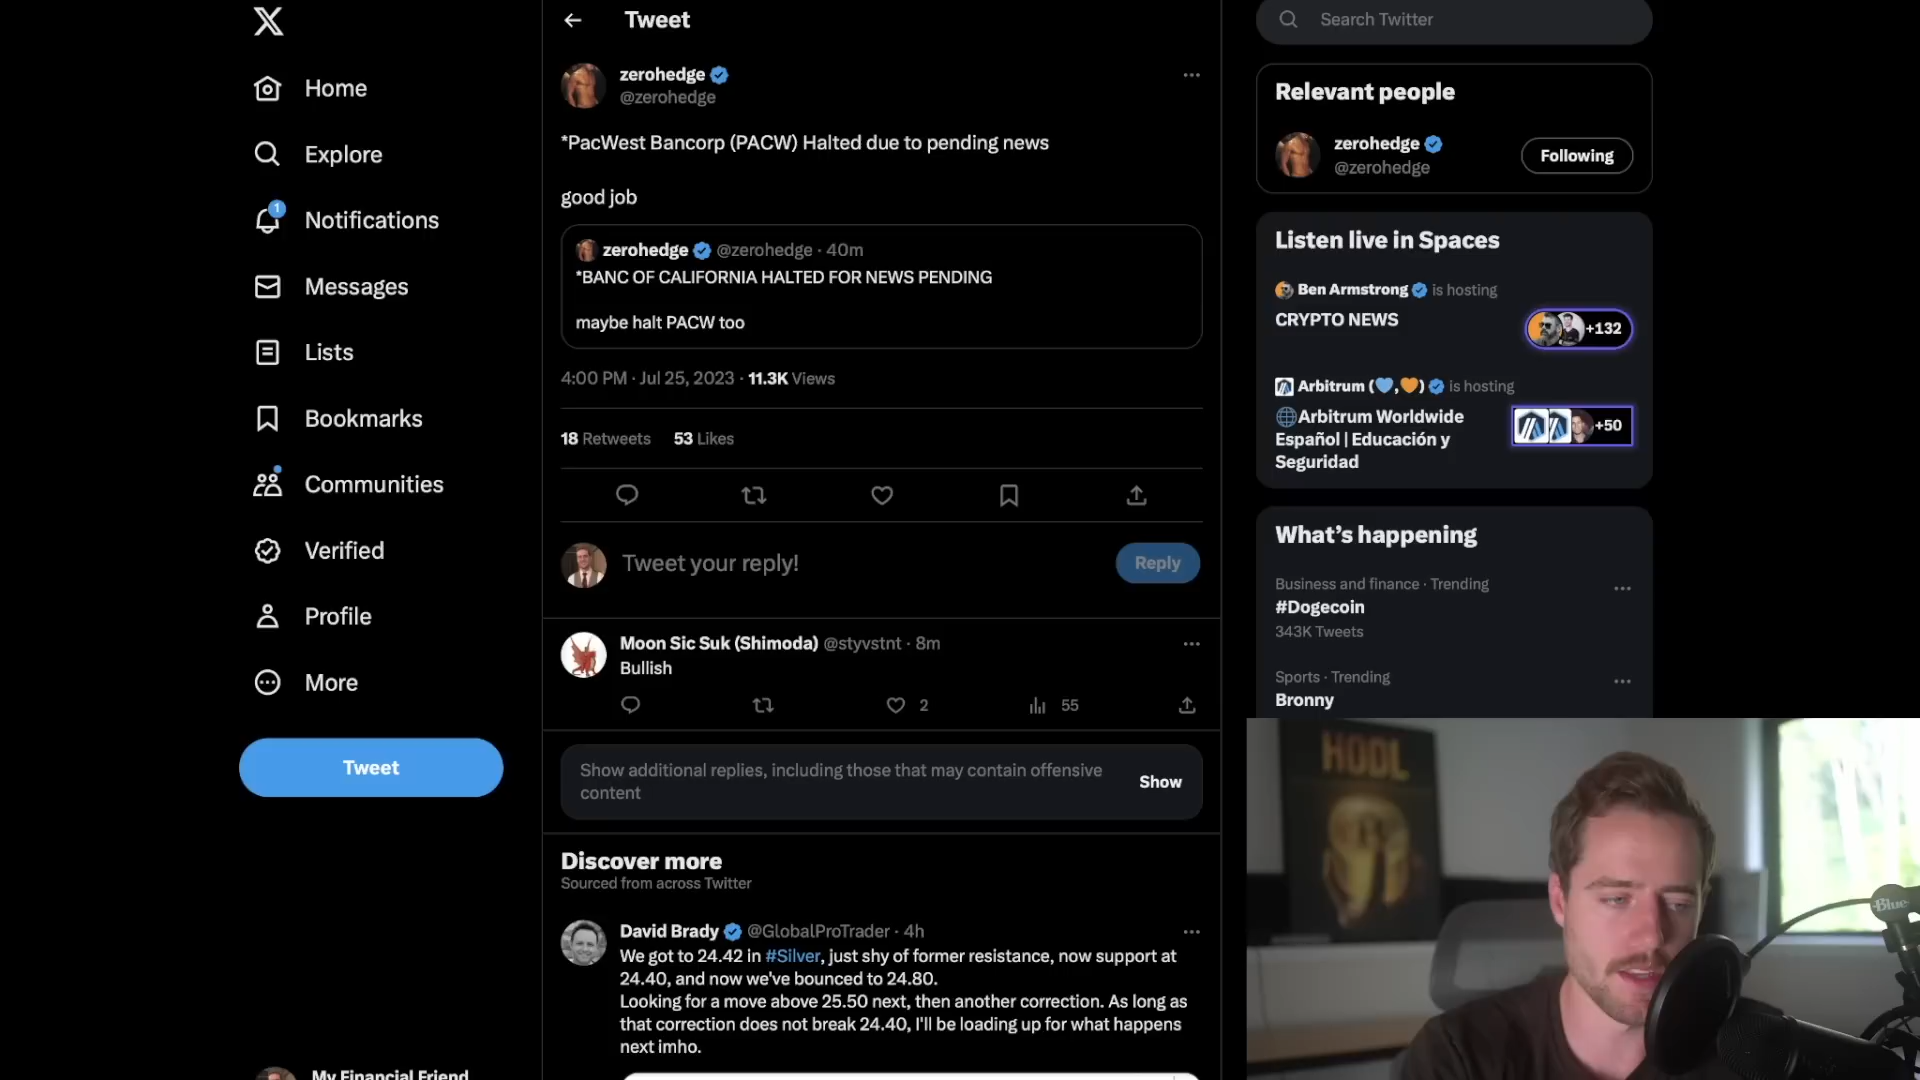 Home
Explore
1
Notifications
Messages
Lists
Bookmarks
Communities
Verified
Profile
More
Tweet
My Financial Friend
Tweet
zerohedge
@zerohedge
*PacWest Bancorp (PACW) Halted due to pending news
good job
zerohedge @zerohedge · 40m
*BANC OF CALIFORNIA HALTED FOR NEWS PENDING
maybe halt PACW too
4:00 PM · Jul 25, 2023 · 11.3K Views
18 Retweets 53 Likes
Tweet your reply!
Reply
Moon Sic Suk (Shimoda) @styvstnt · 8m
Bullish
2
55
Show additional replies, including those that may contain offensive
content
Show
Discover more
Sourced from across Twitter
David Brady @GlobalProTrader · 4h
We got to 24.42 in #Silver, just shy of former resistance, now support at
24.40, and now we've bounced to 24.80.
Looking for a move above 25.50 next, then another correction. As long as
that correction does not break 24.40, I'll be loading up for what happens
next imho.
Search Twitter
Relevant people
zerohedge
@zerohedge
Following
Listen live in Spaces
Ben Armstrong is hosting
CRYPTO NEWS
+132
Arbitrum (💙,🧡) is hosting
🌐Arbitrum Worldwide
Español | Educación y
Seguridad
+50
What's happening
Business and finance · Trending
#Dogecoin
343K Tweets
Sports · Trending
Bronny
HODL
Blue